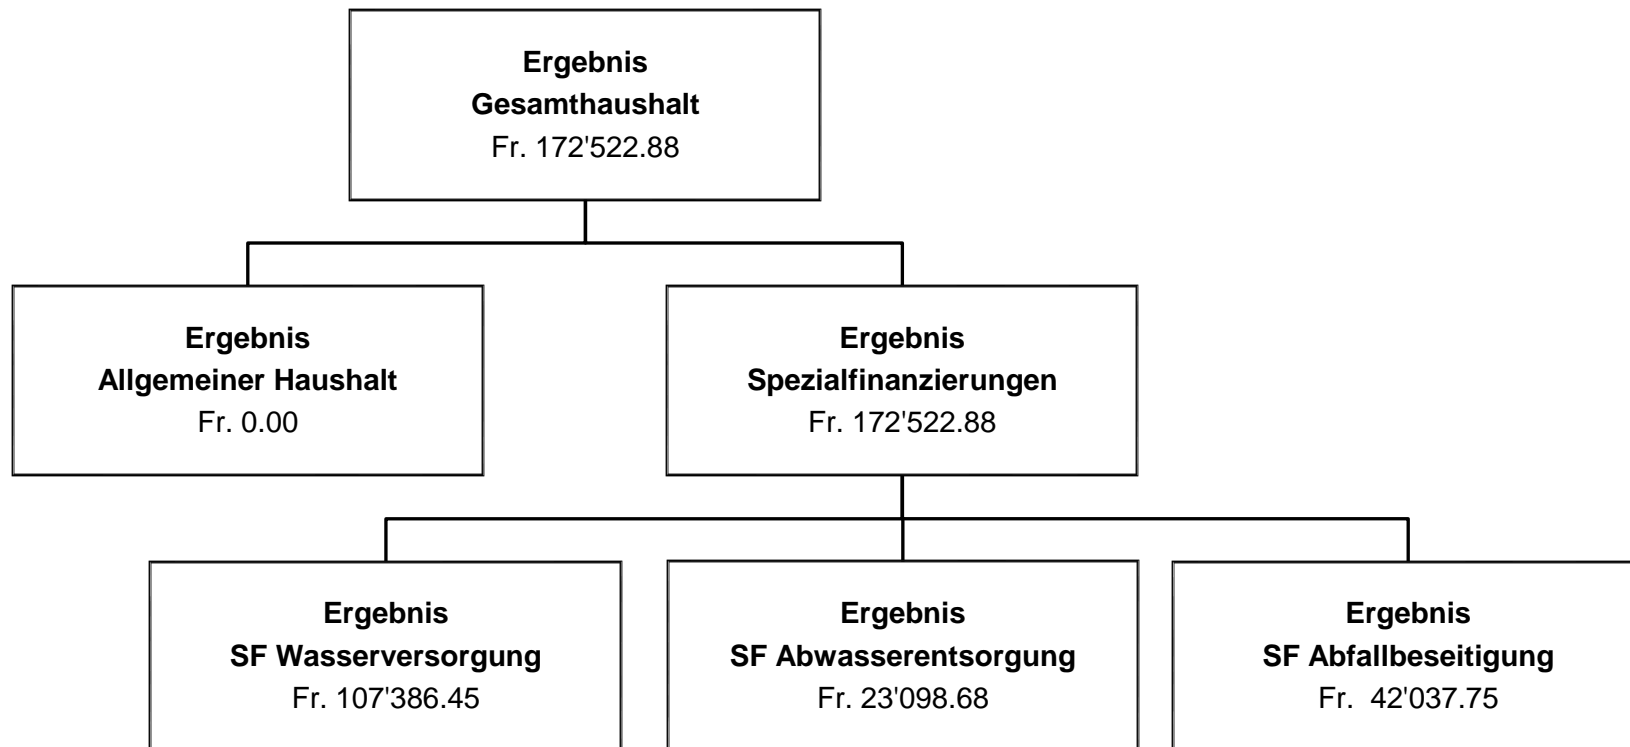 Ergebnis
Gesamthaushalt
Fr. 172'522.88
Ergebnis
Allgemeiner Haushalt
Fr. 0.00
Ergebnis
Spezialfinanzierungen
Fr. 172'522.88
Ergebnis
SF Wasserversorgung
Fr. 107'386.45
Ergebnis
SF Abwasserentsorgung
Fr. 23'098.68
Ergebnis
SF Abfallbeseitigung
Fr.  42'037.75